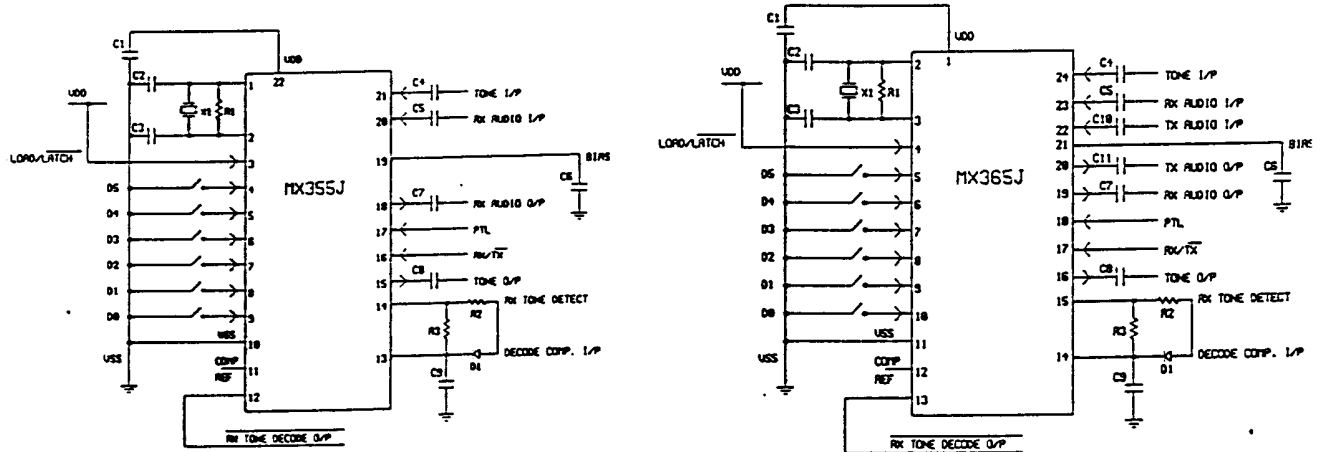 C1
VDD
22
C2
1
VDD
X1
R1
C3
2
LOAD/LATCH
3
D5
4
D4
5
D3
6
D2
7
D1
8
D0
9
VSS
10
VSS
COMP
11
REF
12
RX TONE DECODE O/P
MX355J
21
C4
TONE I/P
20
C5
RX AUDIO I/P
19
BIAS
C6
18
C7
RX AUDIO O/P
17
PTL
16
RX/TX
15
C8
TONE O/P
14
RX TONE DETECT
R2
R3
13
DECODE COMP. I/P
D1
C9
C1
VDD
1
C2
2
VDD
X1
R1
C3
3
LOAD/LATCH
4
D5
5
D4
6
D3
7
D2
8
D1
9
D0
10
VSS
11
VSS
COMP
12
REF
13
RX TONE DECODE O/P
MX365J
24
C4
TONE I/P
23
C5
RX AUDIO I/P
22
C10
TX AUDIO I/P
21
BIAS
C6
20
C11
TX AUDIO O/P
19
C7
RX AUDIO O/P
18
PTL
17
RX/TX
16
C8
TONE O/P
15
RX TONE DETECT
R2
R3
14
DECODE COMP. I/P
D1
C9